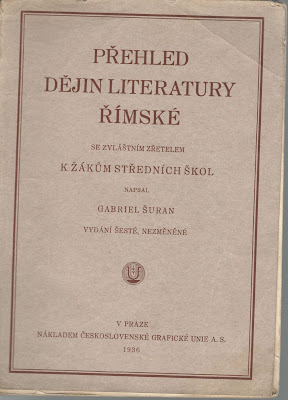 PŘEHLED
DĚJIN LITERATURY
ŘÍMSKÉ
SE ZVLÁŠTNÍM ZŘETELEM
K ŽÁKŮM STŘEDNÍCH ŠKOL
NAPSAL
GABRIEL ŠURAN
VYDÁNÍ ŠESTÉ, NEZMĚNĚNÉ
V PRAZE
NÁKLADEM ČESKOSLOVENSKÉ GRAFICKÉ UNIE A. S.
1936